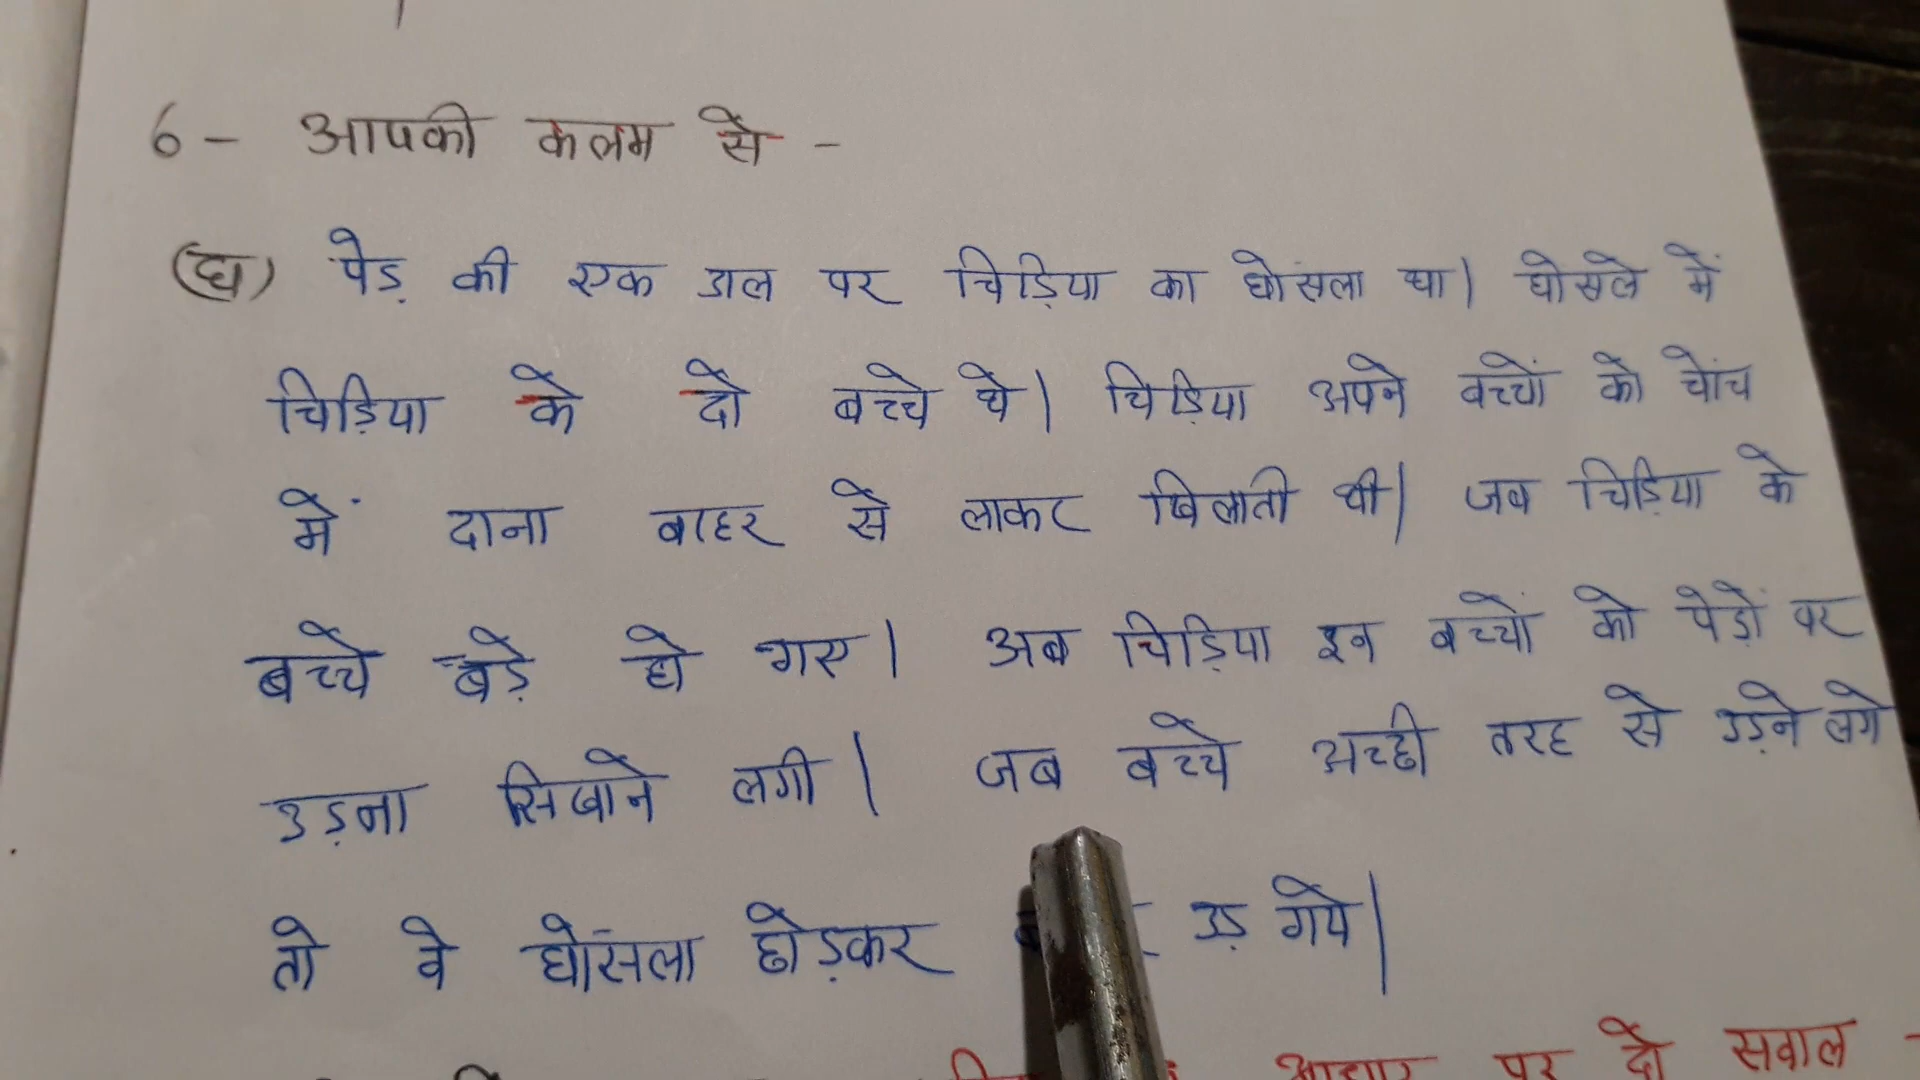 6 - आपकी कलम से -
(घ) पेड़ की एक डाल पर चिड़िया का घोंसला था। घोसले में
चिड़िया के दो बच्चे थे। चिड़िया अपने बच्चों को चोंच
में दाना बाहर से लाकर खिलाती थी। जब चिड़िया के
बच्चे बड़े हो गए। अब चिड़िया इन बच्चों को पेड़ों पर
उड़ना सिखाने लगी। जब बच्चे अच्छी तरह से उड़ने लगे
तो वे घोंसला छोड़कर उड़ गये।
पर दो सवाल -